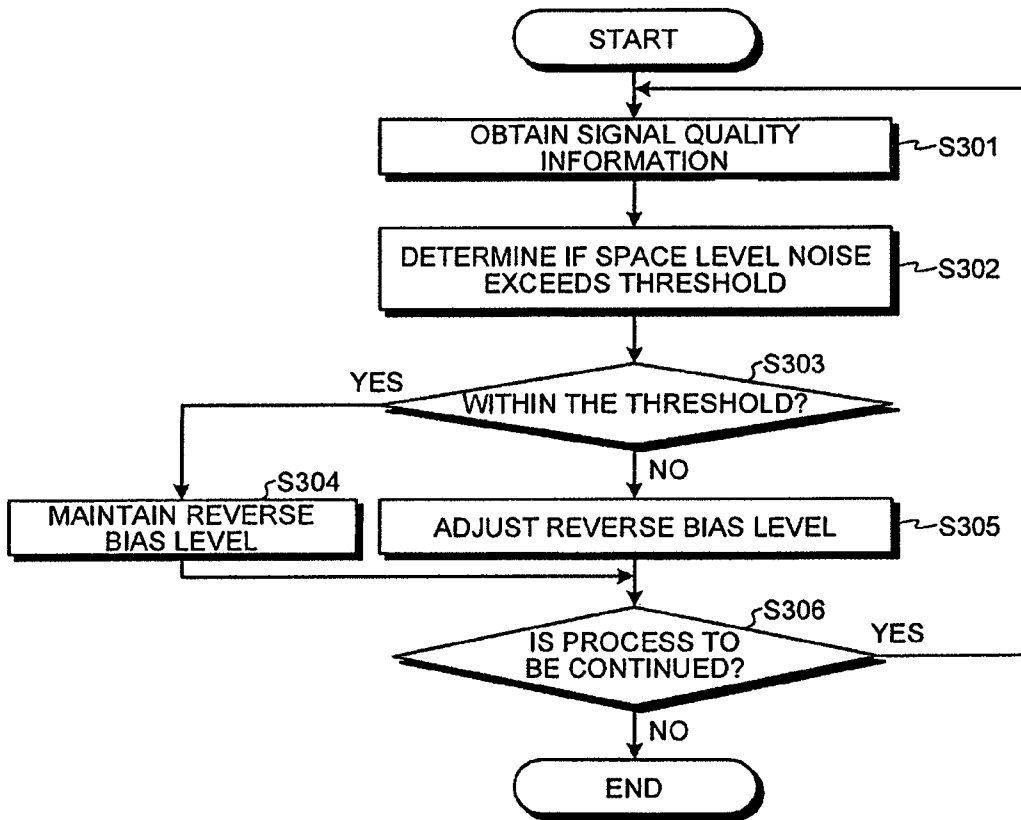 START
OBTAIN SIGNAL QUALITY
INFORMATION
S301
DETERMINE IF SPACE LEVEL NOISE
EXCEEDS THRESHOLD
S302
S303
YES
WITHIN THE THRESHOLD?
NO
S304
MAINTAIN REVERSE
BIAS LEVEL
ADJUST REVERSE BIAS LEVEL
S305
S306
IS PROCESS TO
BE CONTINUED?
YES
NO
END